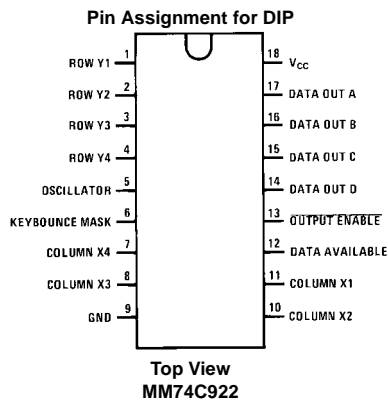 Pin Assignment for DIP
ROW Y1 1 18 VCC
ROW Y2 2 17 DATA OUT A
ROW Y3 3 16 DATA OUT B
ROW Y4 4 15 DATA OUT C
OSCILLATOR 5 14 DATA OUT D
KEYBOUNCE MASK 6 13 OUTPUT ENABLE
COLUMN X4 7 12 DATA AVAILABLE
COLUMN X3 8 11 COLUMN X1
GND 9 10 COLUMN X2
Top View
MM74C922